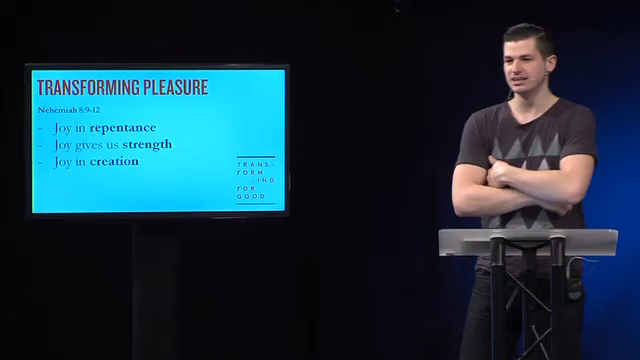 TRANSFORMING PLEASURE
Nehemiah 8:9-12
- Joy in repentance
- Joy gives us strength
- Joy in creation
TRANS-
FORM
-ING
FOR
GOOD